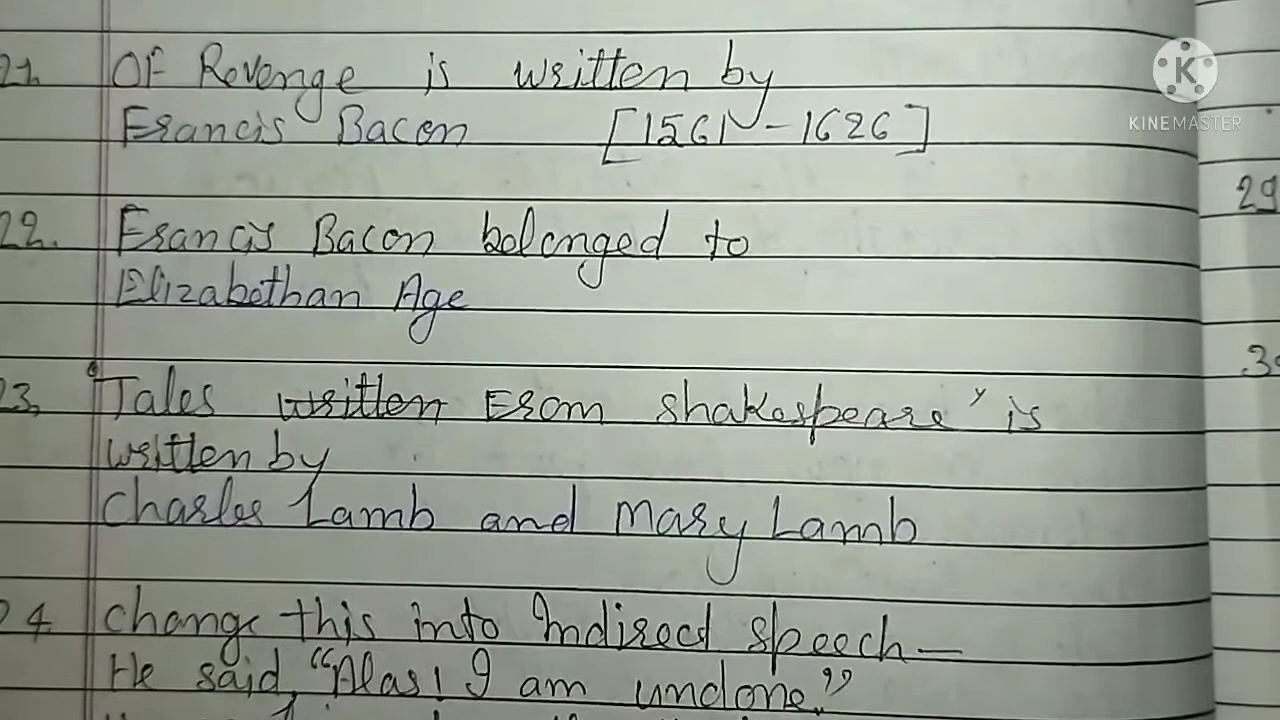 21. Of Revenge is written by
Francis Bacon [1561 - 1626]
22. Francis Bacon belonged to
Elizabethan Age
23. "Tales written From shakespeare" is
written by
Charles Lamb and Mary Lamb
24. change this into Indirect speech—
He said, "Alas! I am undone."
29
KINEMASTER